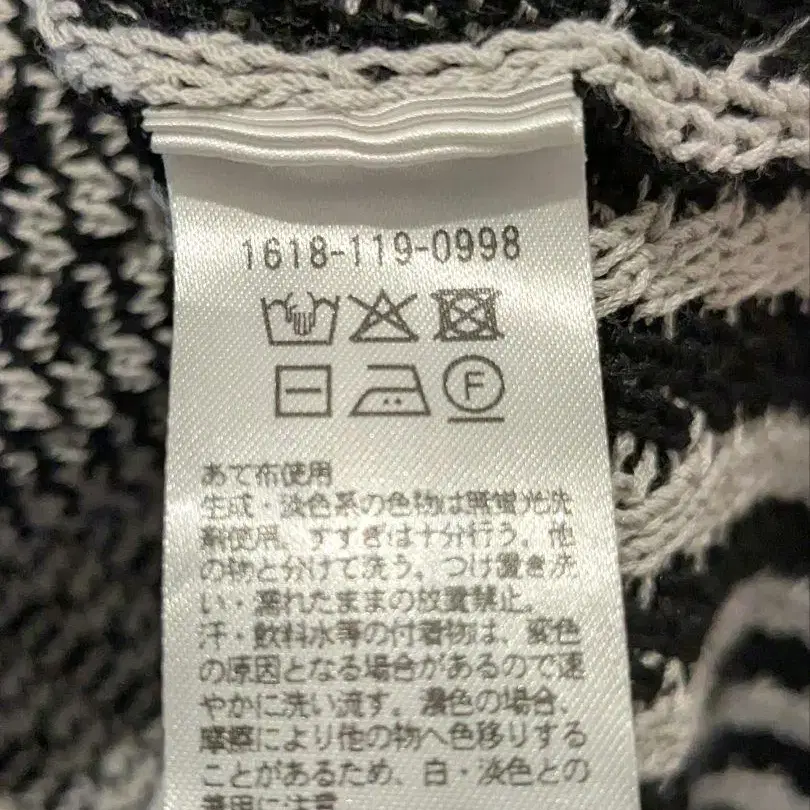 1618-119-0998
F
あて布使用
生成・淡色系の色物は無蛍光洗
剤使用。すすぎは十分行う。他
の物と分けて洗う。つけ置き洗
い・濡れたままの放置禁止。
汗・飲料水等の付着物は、変色
の原因となる場合があるので速
やかに洗い流す。濃色の場合、
摩擦により他の物へ色移りする
ことがあるため、白・淡色との
着用に注意